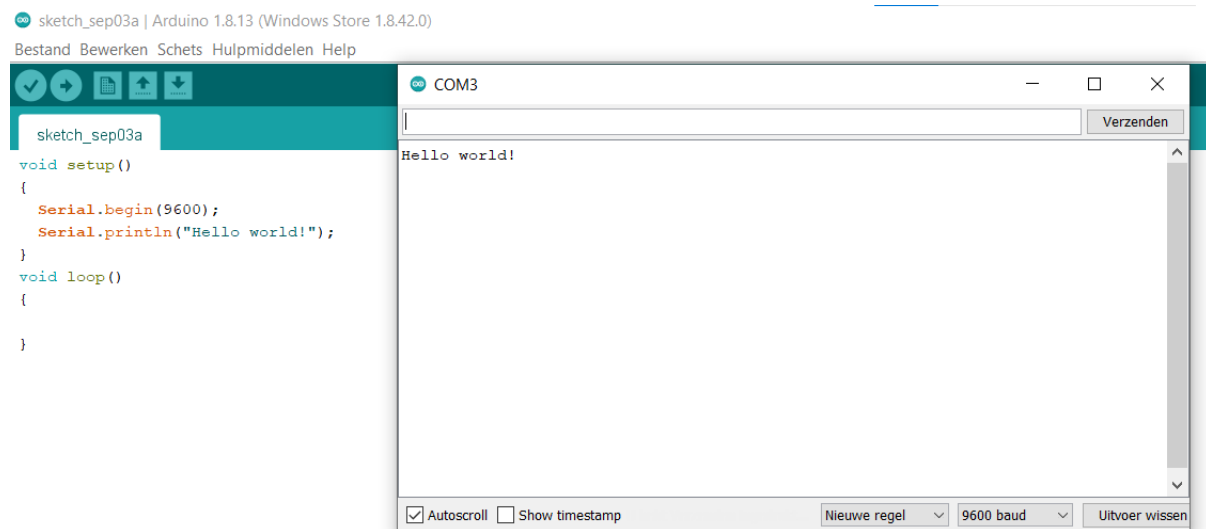 sketch_sep03a | Arduino 1.8.13 (Windows Store 1.8.42.0)
Bestand Bewerken Schets Hulpmiddelen Help
sketch_sep03a
void setup()
{
  Serial.begin(9600);
  Serial.println("Hello world!");
}
void loop()
{
}
COM3
Verzenden
Hello world!
Autoscroll Show timestamp Nieuwe regel 9600 baud Uitvoer wissen